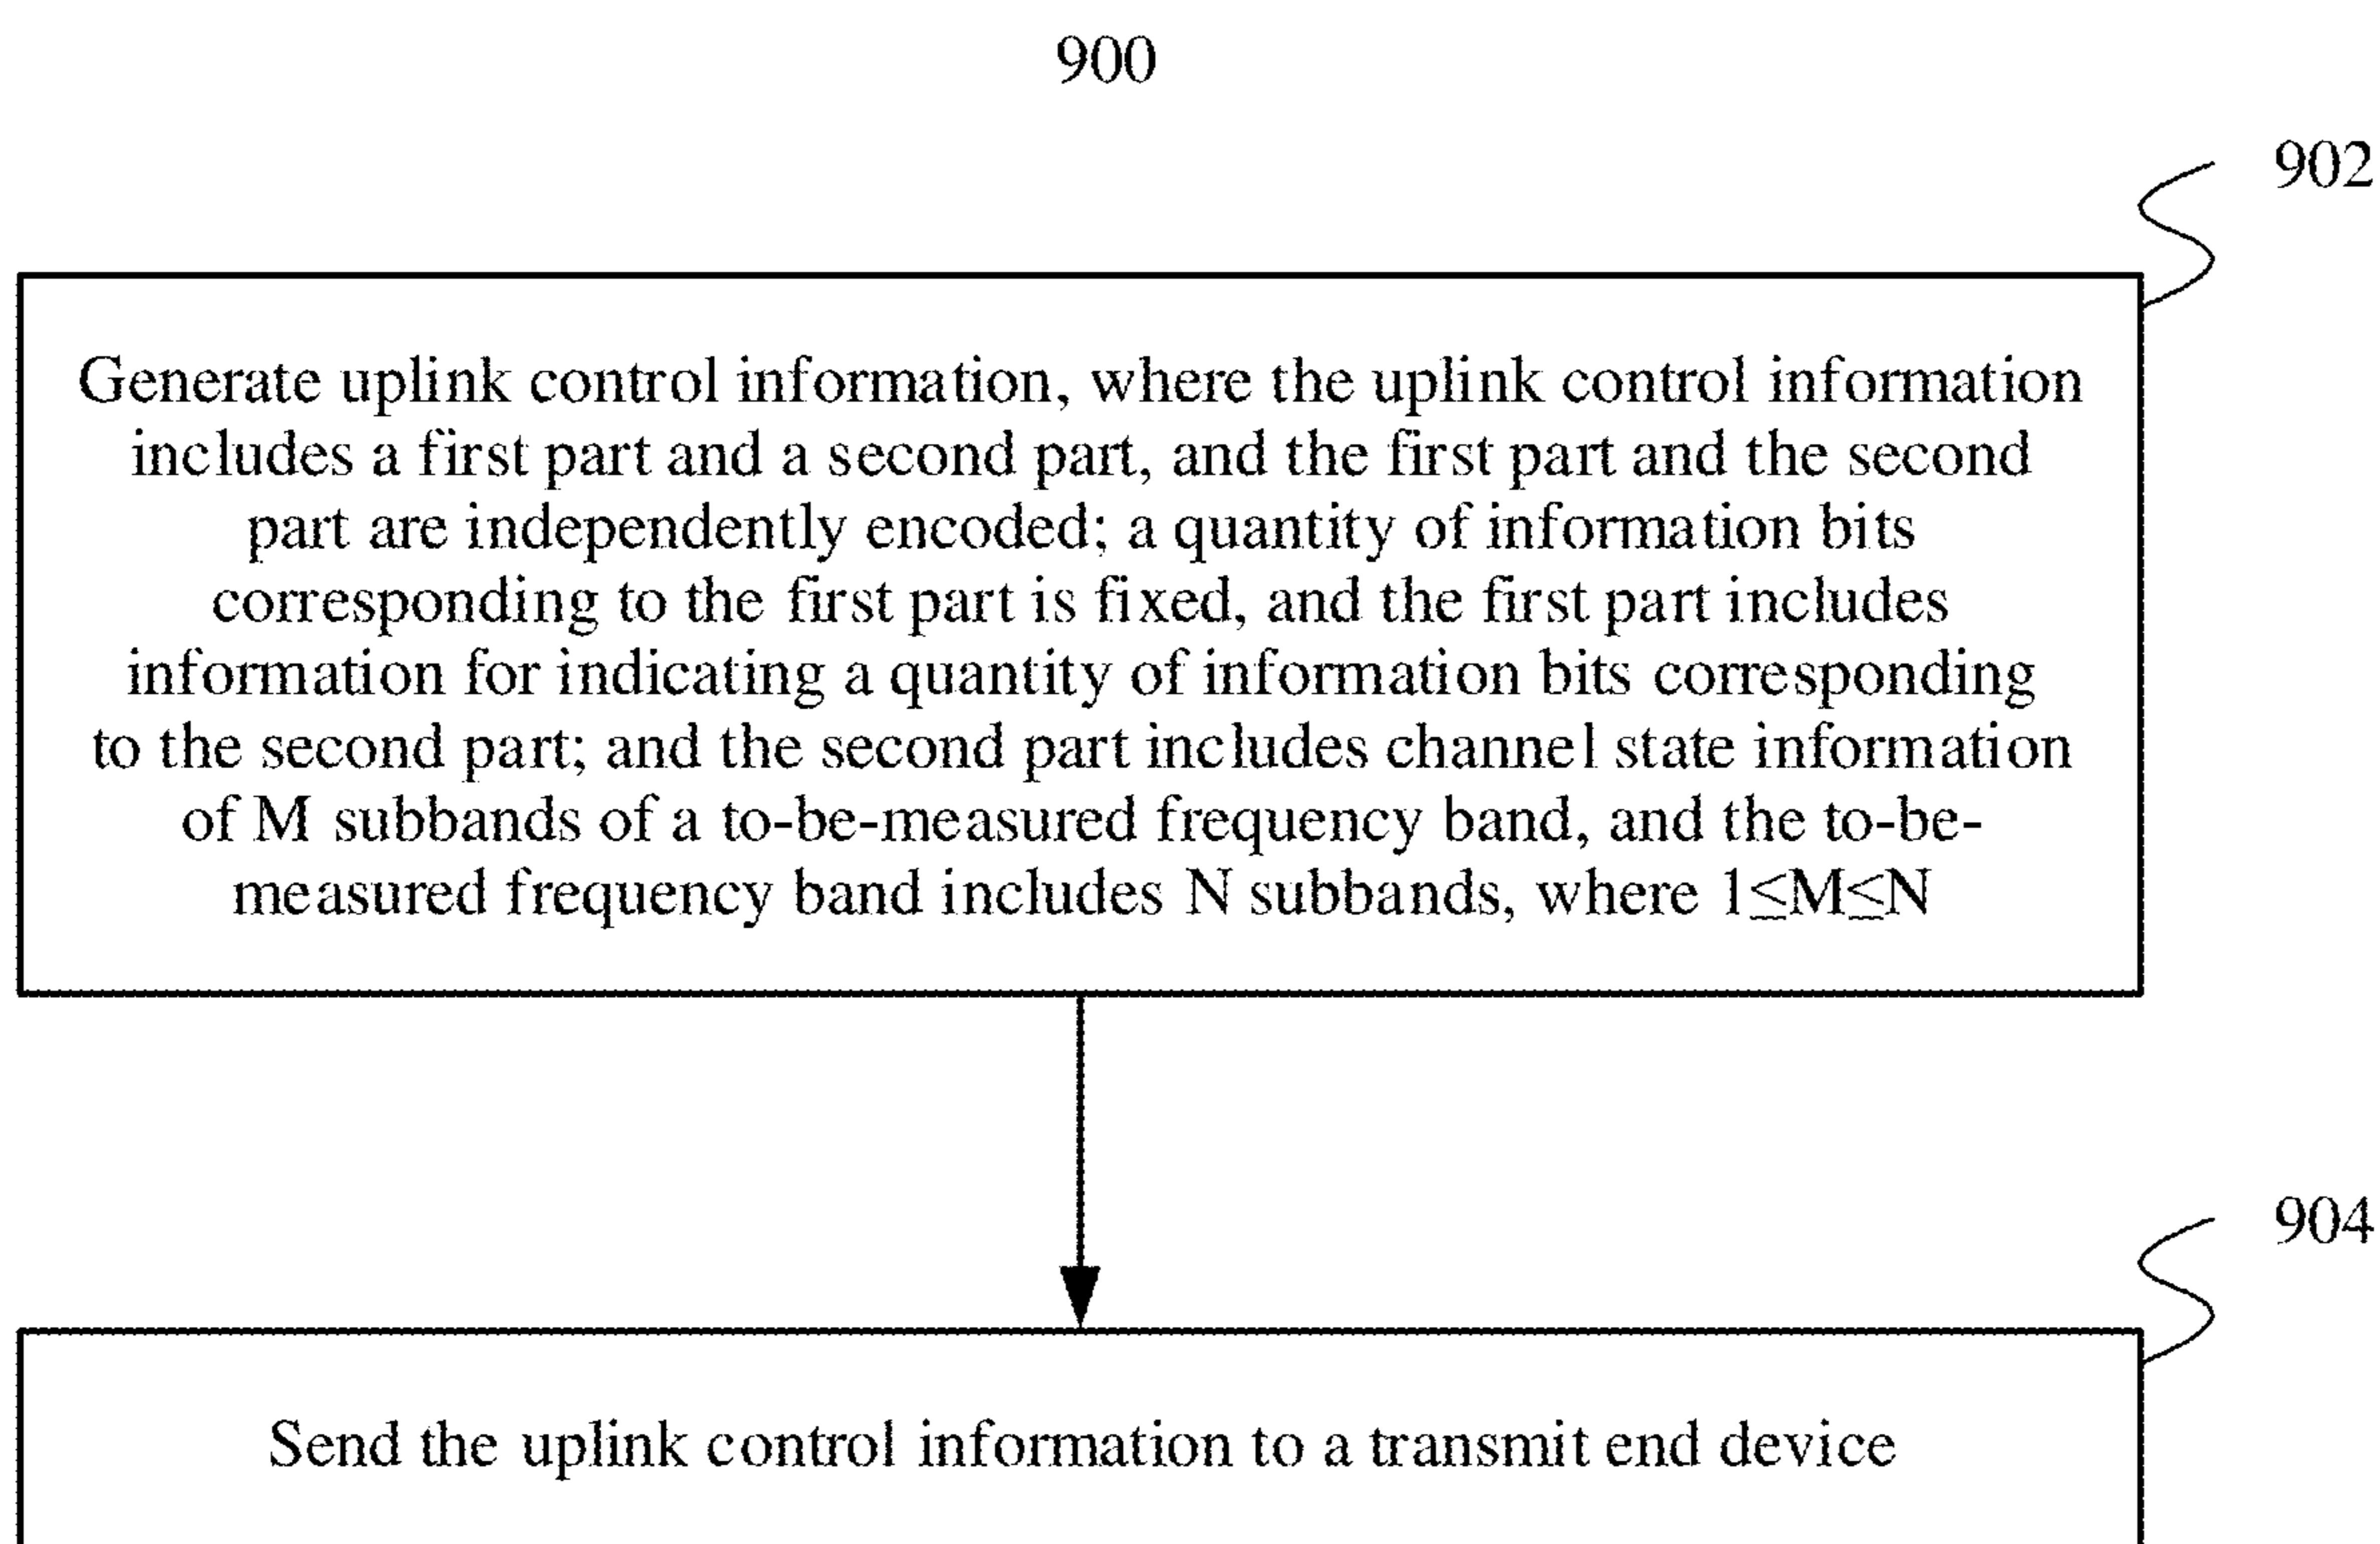 900
902
Generate uplink control information, where the uplink control information
includes a first part and a second part, and the first part and the second
part are independently encoded; a quantity of information bits
corresponding to the first part is fixed, and the first part includes
information for indicating a quantity of information bits corresponding
to the second part; and the second part includes channel state information
of M subbands of a to-be-measured frequency band, and the to-be-
measured frequency band includes N subbands, where 1≤M≤N
904
Send the uplink control information to a transmit end device